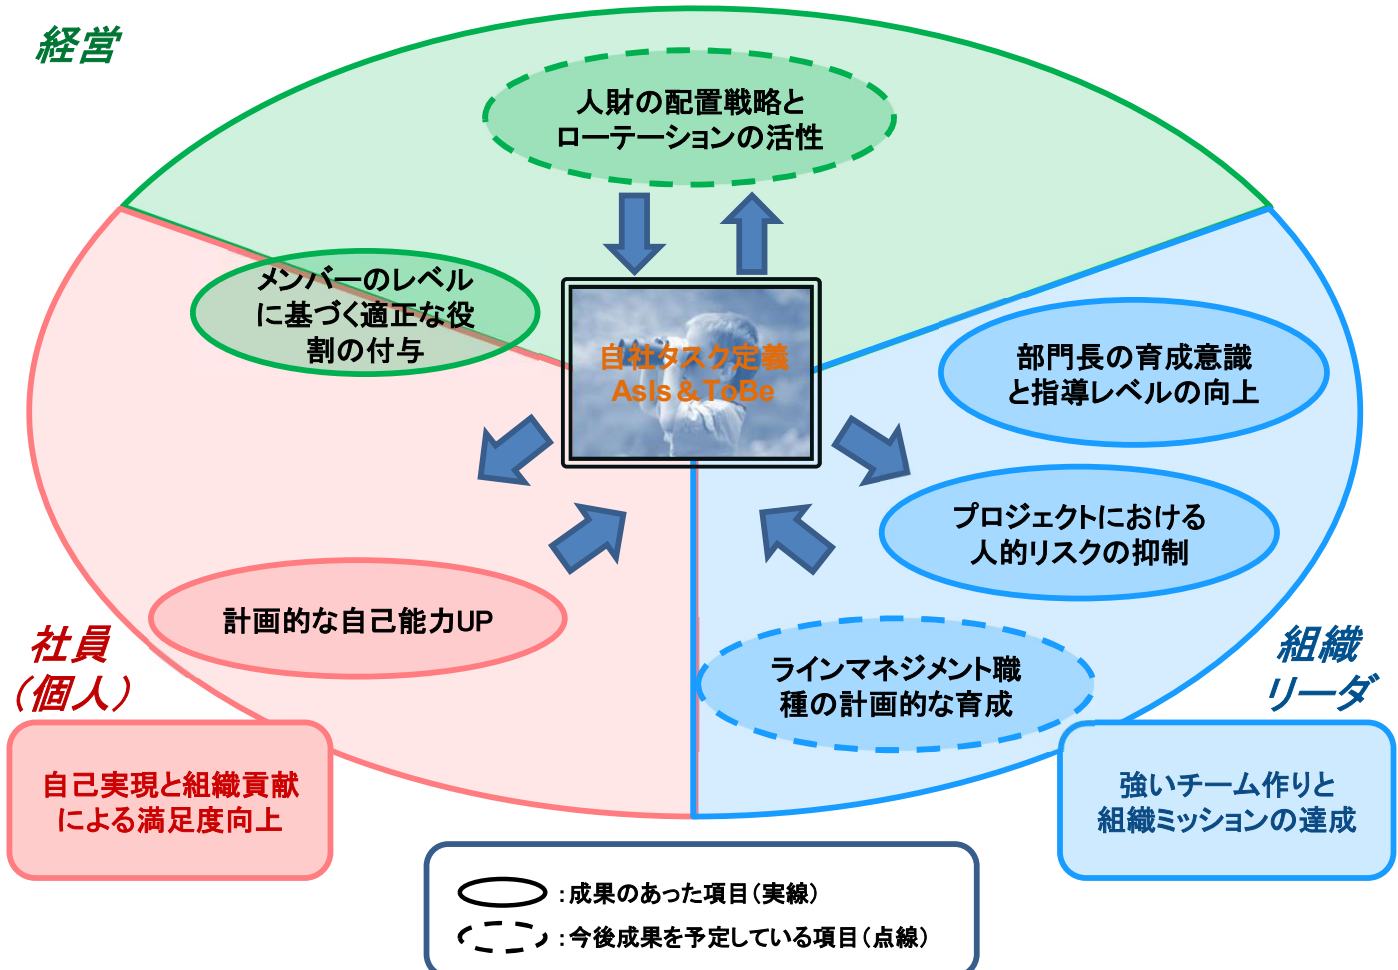 経営
人財の配置戦略と
ローテーションの活性
メンバーのレベル
に基づく適正な役
割の付与
自社タスク定義
AsIs＆ToBe
部門長の育成意識
と指導レベルの向上
プロジェクトにおける
人的リスクの抑制
計画的な自己能力UP
ラインマネジメント職
種の計画的な育成
社員
（個人）
組織
リーダ
自己実現と組織貢献
による満足度向上
強いチーム作りと
組織ミッションの達成
：成果のあった項目（実線）
：今後成果を予定している項目（点線）